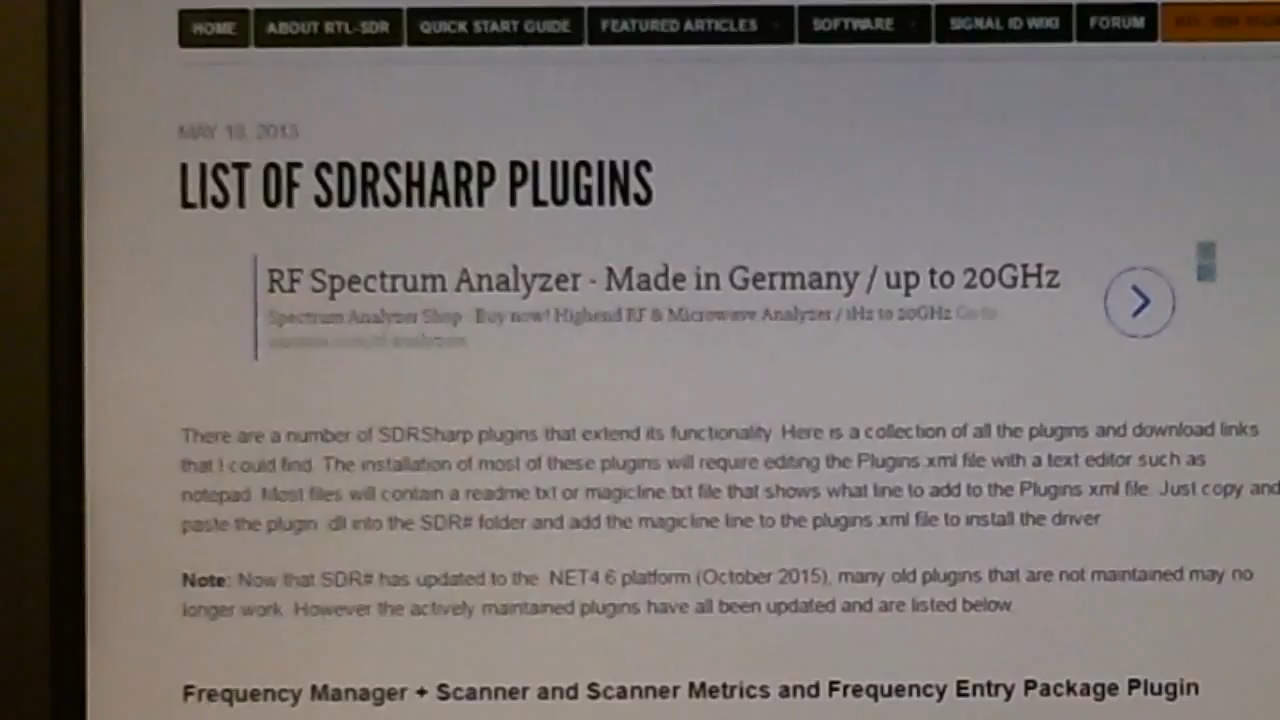 HOME ABOUT RTL-SDR QUICK START GUIDE FEATURED ARTICLES SOFTWARE SIGNAL ID WIKI FORUM
MAY 18, 2013
LIST OF SDRSHARP PLUGINS
RF Spectrum Analyzer - Made in Germany / up to 20GHz
Spectrum Analyzer Shop Buy now! Highend RF & Microwave Analyzer / 1Hz to 20GHz Go to
There are a number of SDRSharp plugins that extend its functionality. Here is a collection of all the plugins and download links
that I could find. The installation of most of these plugins will require editing the Plugins.xml file with a text editor such as
notepad. Most files will contain a readme.txt or magicline.txt file that shows what line to add to the Plugins.xml file. Just copy and
paste the plugin .dll into the SDR# folder and add the magicline line to the plugins.xml file to install the driver.
Note: Now that SDR# has updated to the .NET4.6 platform (October 2015), many old plugins that are not maintained may no
longer work. However the actively maintained plugins have all been updated and are listed below.
Frequency Manager + Scanner and Scanner Metrics and Frequency Entry Package Plugin